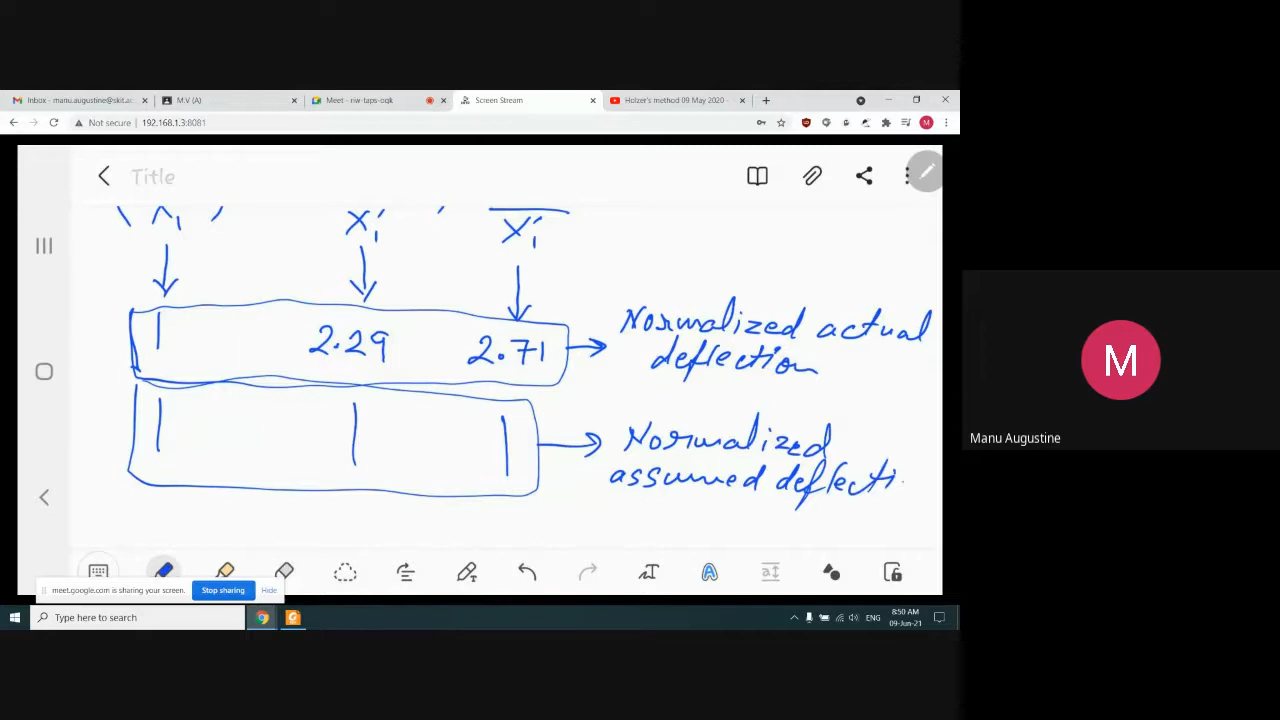 Inbox - manu.augustine@skit.ac
M.V (A)
Meet - riw-taps-oqk
Screen Stream
Holzer's method 09 May 2020 -
Not secure | 192.168.1.3:8081
Title
X₁′
X₁′
1 2.29 2.71 → Normalized actual
deflection
1 1 1 → Normalized
assumed deflecti
Manu Augustine
M
meet.google.com is sharing your screen.
Stop sharing
Hide
Type here to search
ENG
8:50 AM
09-Jun-21